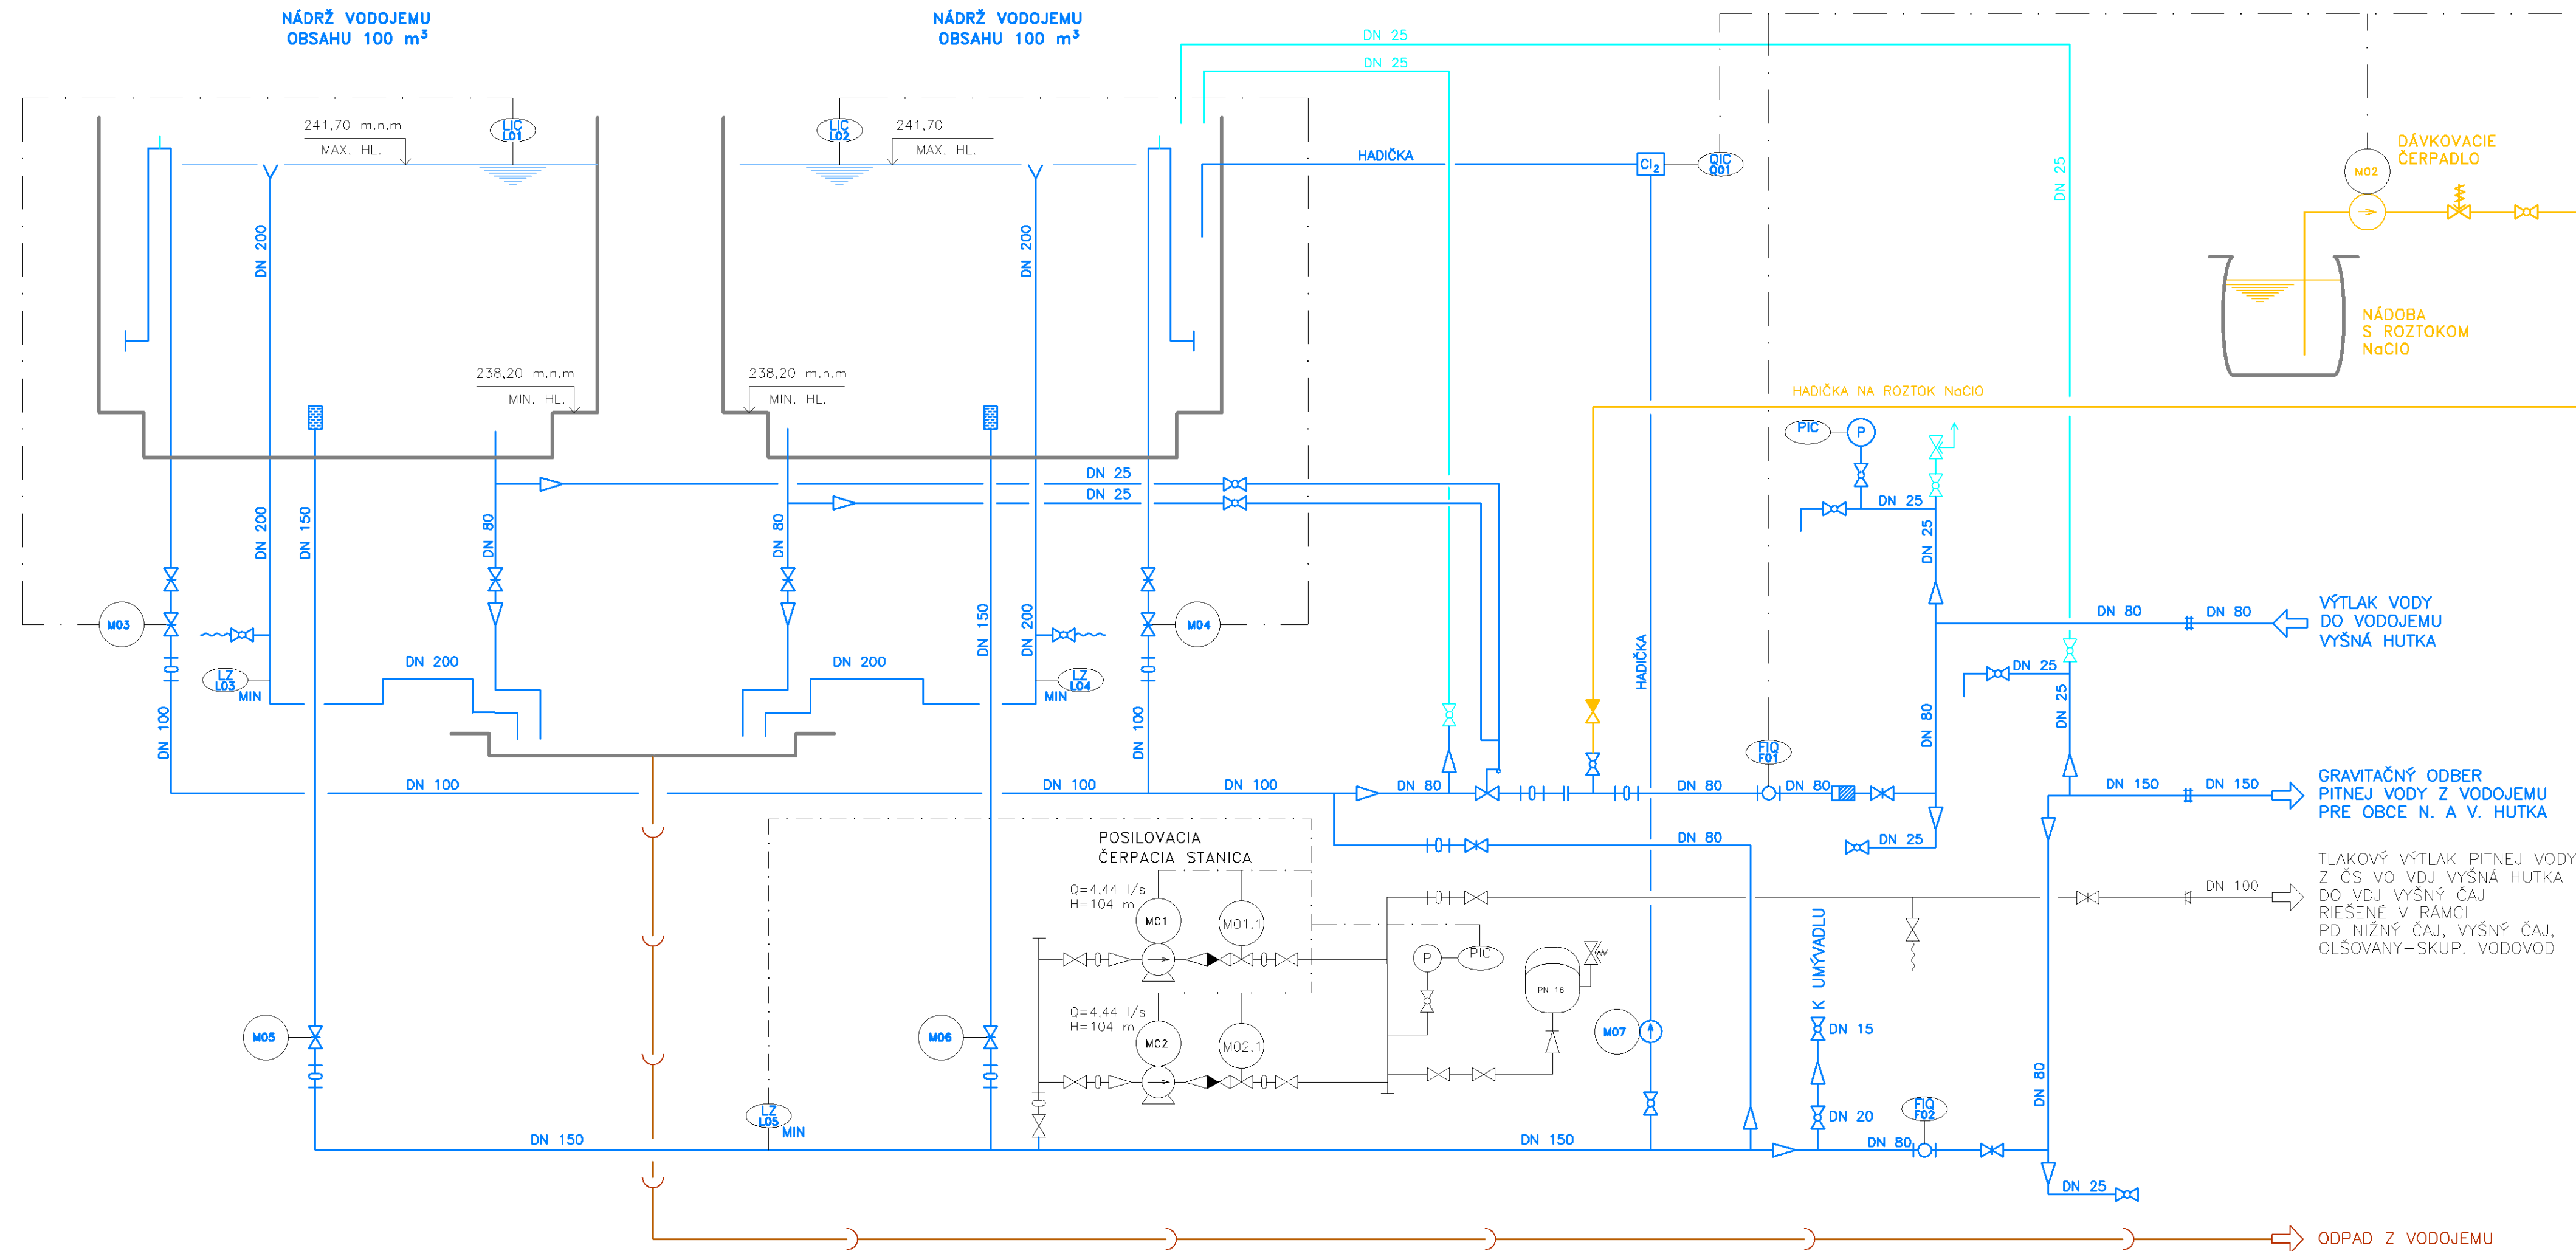 NÁDRŽ VODOJEMU
OBSAHU 100 m³
NÁDRŽ VODOJEMU
OBSAHU 100 m³
DN 25
DN 25
241,70 m.n.m
MAX. HL.
LIC
L01
LIC
L02
241,70
MAX. HL.
HADIČKA
Cl₂
QIC
Q01
DN 25
M02
DÁVKOVACIE
ČERPADLO
DN 200
DN 200
NÁDOBA
S ROZTOKOM
NaClO
238,20 m.n.m
MIN. HL.
238,20 m.n.m
MIN. HL.
HADIČKA NA ROZTOK NaClO
PIC
P
DN 25
DN 25
DN 25
DN 25
DN 200
DN 150
DN 80
DN 80
M03
DN 150
DN 200
M04
HADIČKA
DN 80
DN 80
VÝTLAK VODY
DO VODOJEMU
VYŠNÁ HUTKA
LZ
L03
MIN
DN 200
DN 200
LZ
L04
MIN
DN 25
DN 25
DN 100
DN 100
DN 80
FIQ
F01
DN 100
DN 100
DN 100
DN 80
DN 80
DN 80
DN 150
DN 150
GRAVITAČNÝ ODBER
PITNEJ VODY Z VODOJEMU
PRE OBCE N. A V. HUTKA
POSILOVACIA
ČERPACIA STANICA
DN 80
DN 25
Q=4,44 l/s
H=104 m
M01
M01.1
P
PIC
DN 100
TLAKOVÝ VÝTLAK PITNEJ VODY
Z ČS VO VDJ VYŠNÁ HUTKA
DO VDJ VYŠNÝ ČAJ
RIEŠENÉ V RÁMCI
PD NIŽNÝ ČAJ, VYŠNÝ ČAJ,
OLŠOVANY-SKUP. VODOVOD
K UMÝVADLU
PN 16
Q=4,44 l/s
H=104 m
M02
M02.1
M05
M06
M07
DN 15
DN 80
LZ
L05
MIN
DN 20
FIQ
F02
DN 150
DN 150
DN 80
DN 25
ODPAD Z VODOJEMU